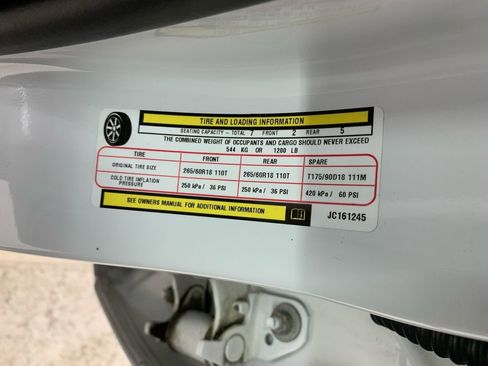 TIRE AND LOADING INFORMATION
SEATING CAPACITY - TOTAL 7 FRONT 2 REAR 5
THE COMBINED WEIGHT OF OCCUPANTS AND CARGO SHOULD NEVER EXCEED
544 KG OR 1200 LB
TIRE FRONT REAR SPARE
ORIGINAL TIRE SIZE 265/60R18 110T 265/60R18 110T T175/90D18 111M
COLD TIRE INFLATION PRESSURE 250 kPa / 36 PSI 250 kPa / 36 PSI 420 kPa / 60 PSI
SEE OWNERS MANUAL FOR ADDITIONAL INFORMATION
JC161245